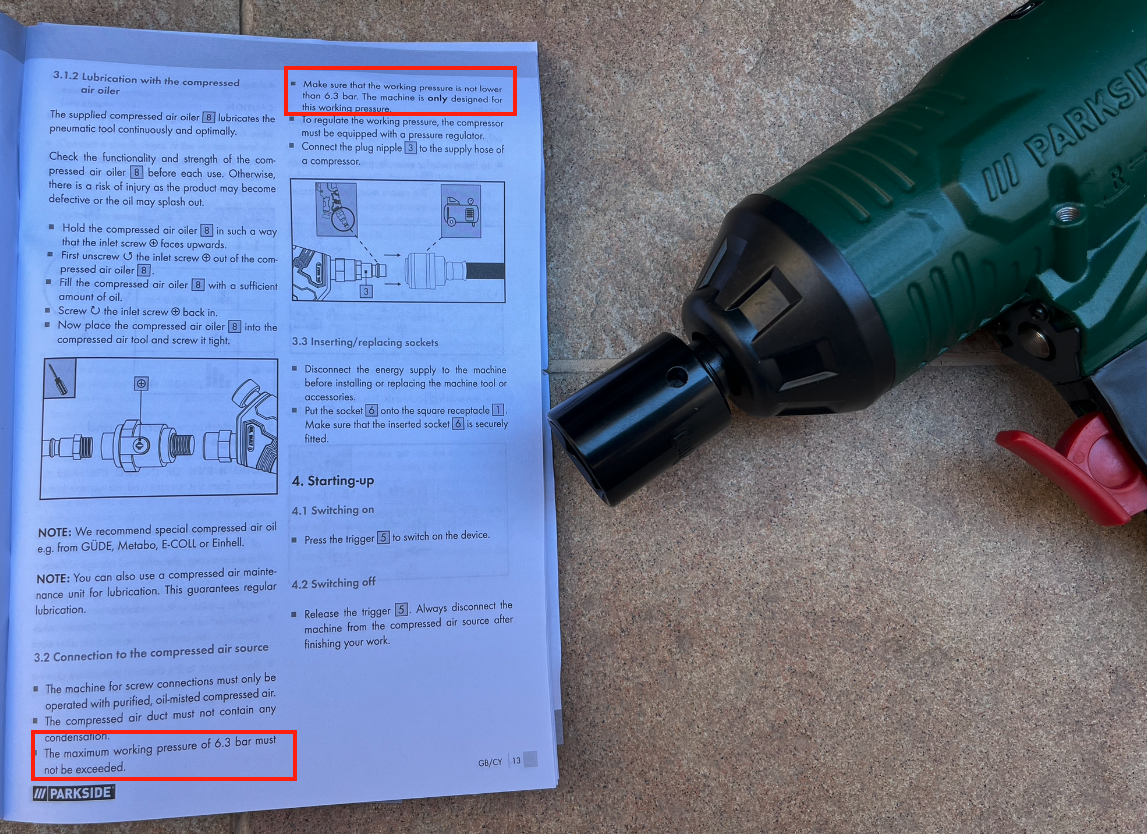 3.1.2 Lubrication with the compressed
air oiler
The supplied compressed air oiler 8 lubricates the
pneumatic tool continuously and optimally.
Check the functionality and strength of the com-
pressed air oiler 8 before each use. Otherwise,
there is a risk of injury as the product may become
defective or the oil may splash out.
■ Hold the compressed air oiler 8 in such a way
that the inlet screw ⊕ faces upwards.
■ First unscrew ↺ the inlet screw ⊕ out of the com-
pressed air oiler 8.
■ Fill the compressed air oiler 8 with a sufficient
amount of oil.
■ Screw ↻ the inlet screw ⊕ back in.
■ Now place the compressed air oiler 8 into the
compressed air tool and screw it tight.
⊕
NOTE: We recommend special compressed air oil
e.g. from GÜDE, Metabo, E-COLL or Einhell.
NOTE: You can also use a compressed air mainte-
nance unit for lubrication. This guarantees regular
lubrication.
3.2 Connection to the compressed air source
■ The machine for screw connections must only be
operated with purified, oil-misted compressed air.
■ The compressed air duct must not contain any
condensation.
■ The maximum working pressure of 6.3 bar must
not be exceeded.
/// PARKSIDE
■ Make sure that the working pressure is not lower
than 6.3 bar. The machine is only designed for
this working pressure.
■ To regulate the working pressure, the compressor
must be equipped with a pressure regulator.
■ Connect the plug nipple 3 to the supply hose of
a compressor.
3
3.3 Inserting/replacing sockets
■ Disconnect the energy supply to the machine
before installing or replacing the machine tool or
accessories.
■ Put the socket 6 onto the square receptacle 1.
Make sure that the inserted socket 6 is securely
fitted.
4. Starting-up
4.1 Switching on
■ Press the trigger 5 to switch on the device.
4.2 Switching off
■ Release the trigger 5. Always disconnect the
machine from the compressed air source after
finishing your work.
GB/CY | 13
/// PARKSIDE